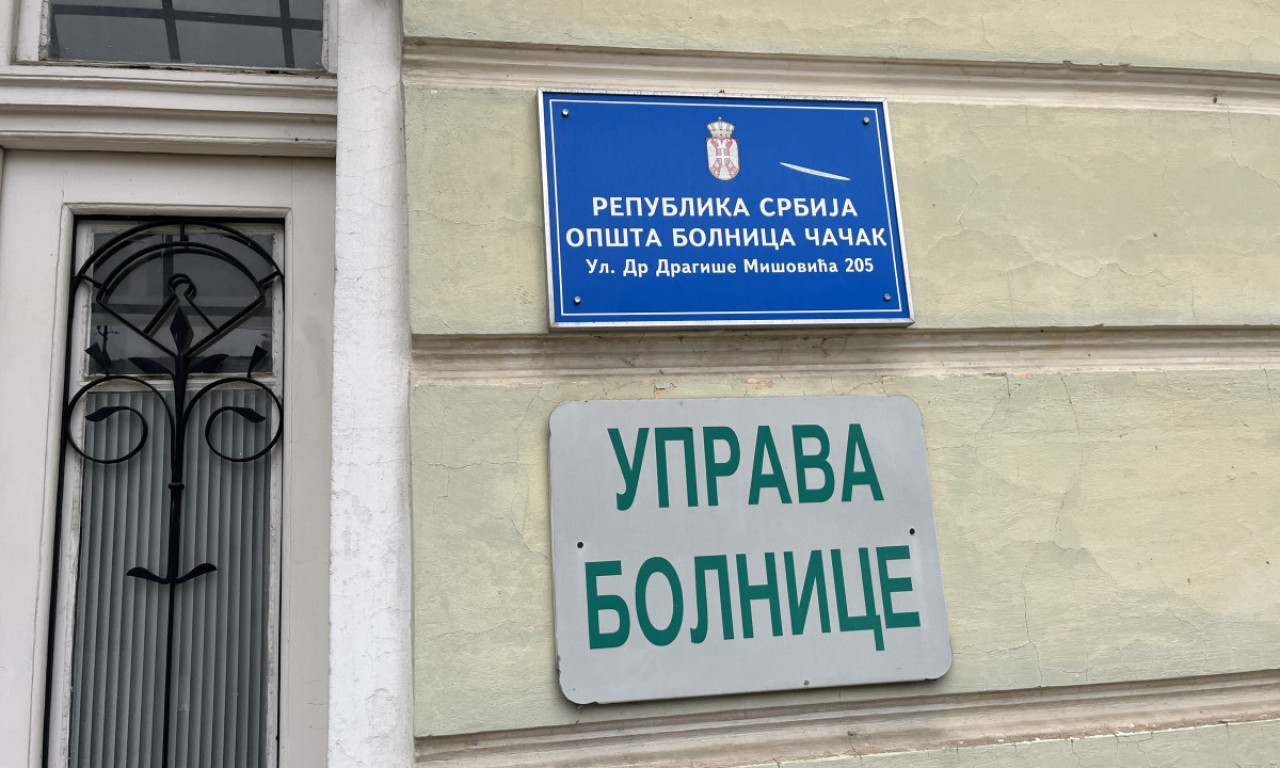 РЕПУБЛИКА СРБИЈА
ОПШТА БОЛНИЦА ЧАЧАК
Ул. Др Драгише Мишовића 205
УПРАВА
БОЛНИЦЕ